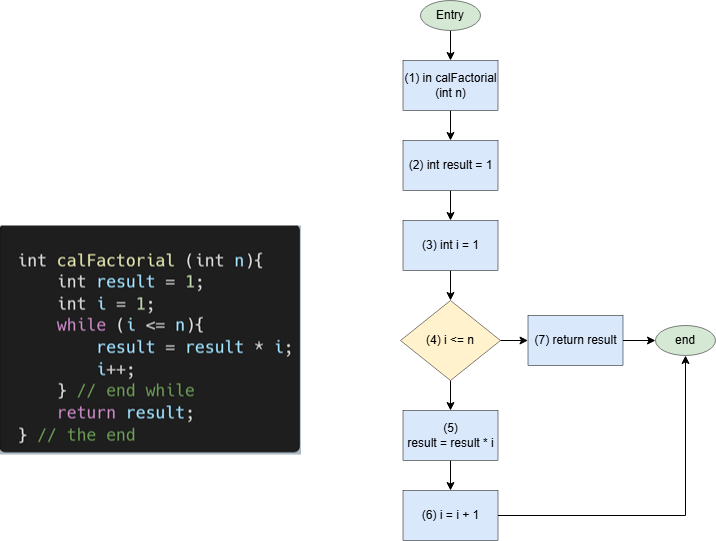 int calFactorial (int n){
int result = 1;
int i = 1;
while (i <= n){
result = result * i;
i++;
} // end while
return result;
} // the end
Entry
(1) in calFactorial
(int n)
(2) int result = 1
(3) int i = 1
(4) i <= n
(7) return result
end
(5)
result = result * i
(6) i = i + 1